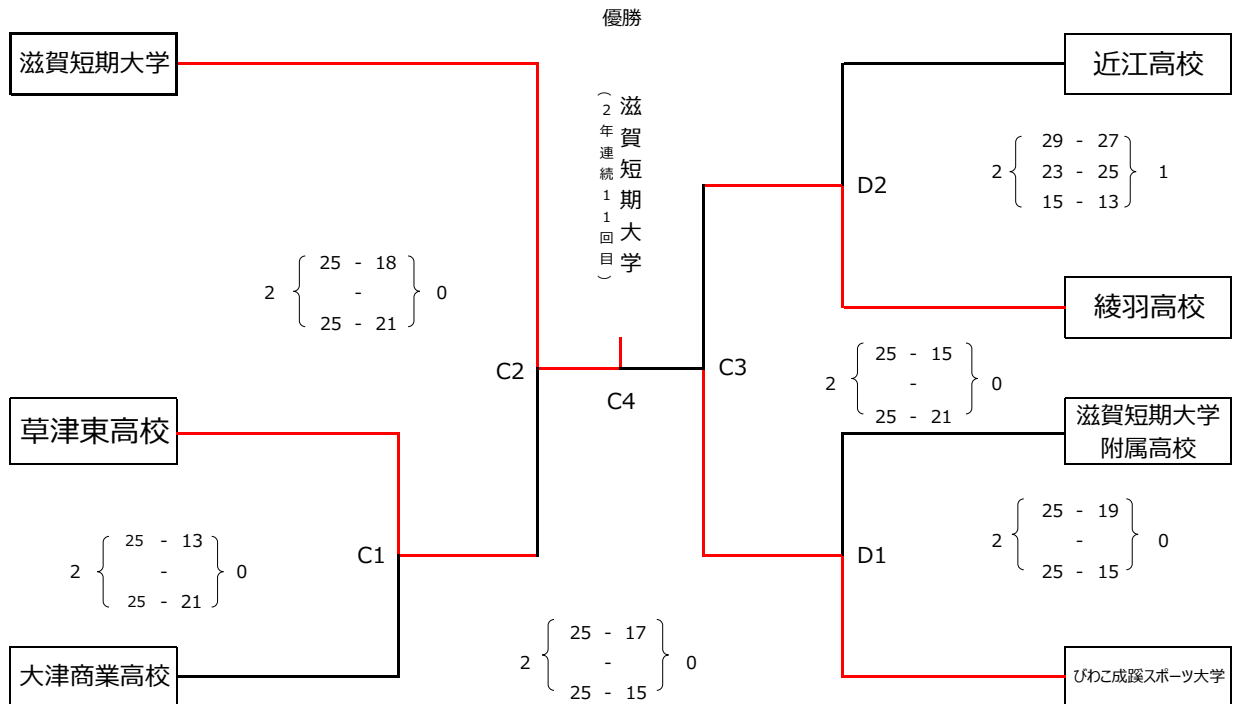 優勝
滋賀短期大学
(2年連続11回目)
滋賀短期大学
近江高校
29 - 27
2 23 - 25 1
15 - 13
D2
25 - 18
2 - 0
25 - 21
綾羽高校
C2
C3
C4
25 - 15
2 - 0
25 - 21
草津東高校
滋賀短期大学
附属高校
25 - 13
2 - 0
25 - 21
C1
D1
25 - 19
2 - 0
25 - 15
25 - 17
2 - 0
25 - 15
大津商業高校
びわこ成蹊スポーツ大学